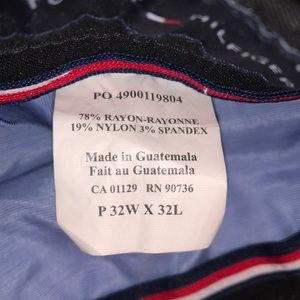 HILFIGER
PO 4900119804
78% RAYON-RAYONNE
19% NYLON 3% SPANDEX
Made in Guatemala
Fait au Guatemala
CA 01129 RN 90736
P 32W X 32L